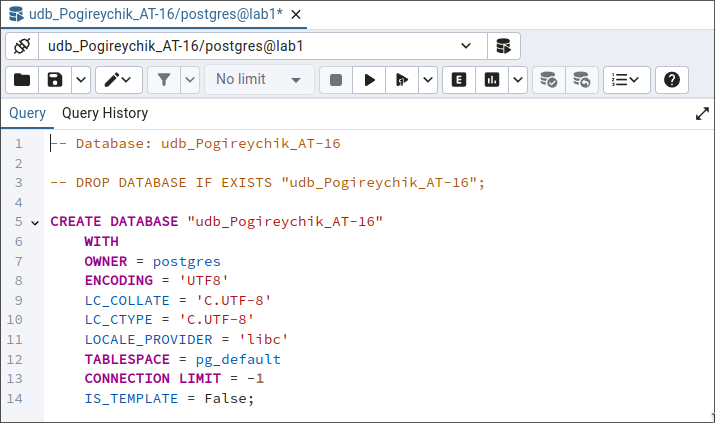 udb_Pogireychik_AT-16/postgres@lab1*
udb_Pogireychik_AT-16/postgres@lab1
No limit
E
Query Query History
1 -- Database: udb_Pogireychik_AT-16
2
3 -- DROP DATABASE IF EXISTS "udb_Pogireychik_AT-16";
4
5 CREATE DATABASE "udb_Pogireychik_AT-16"
6 WITH
7 OWNER = postgres
8 ENCODING = 'UTF8'
9 LC_COLLATE = 'C.UTF-8'
10 LC_CTYPE = 'C.UTF-8'
11 LOCALE_PROVIDER = 'libc'
12 TABLESPACE = pg_default
13 CONNECTION LIMIT = -1
14 IS_TEMPLATE = False;